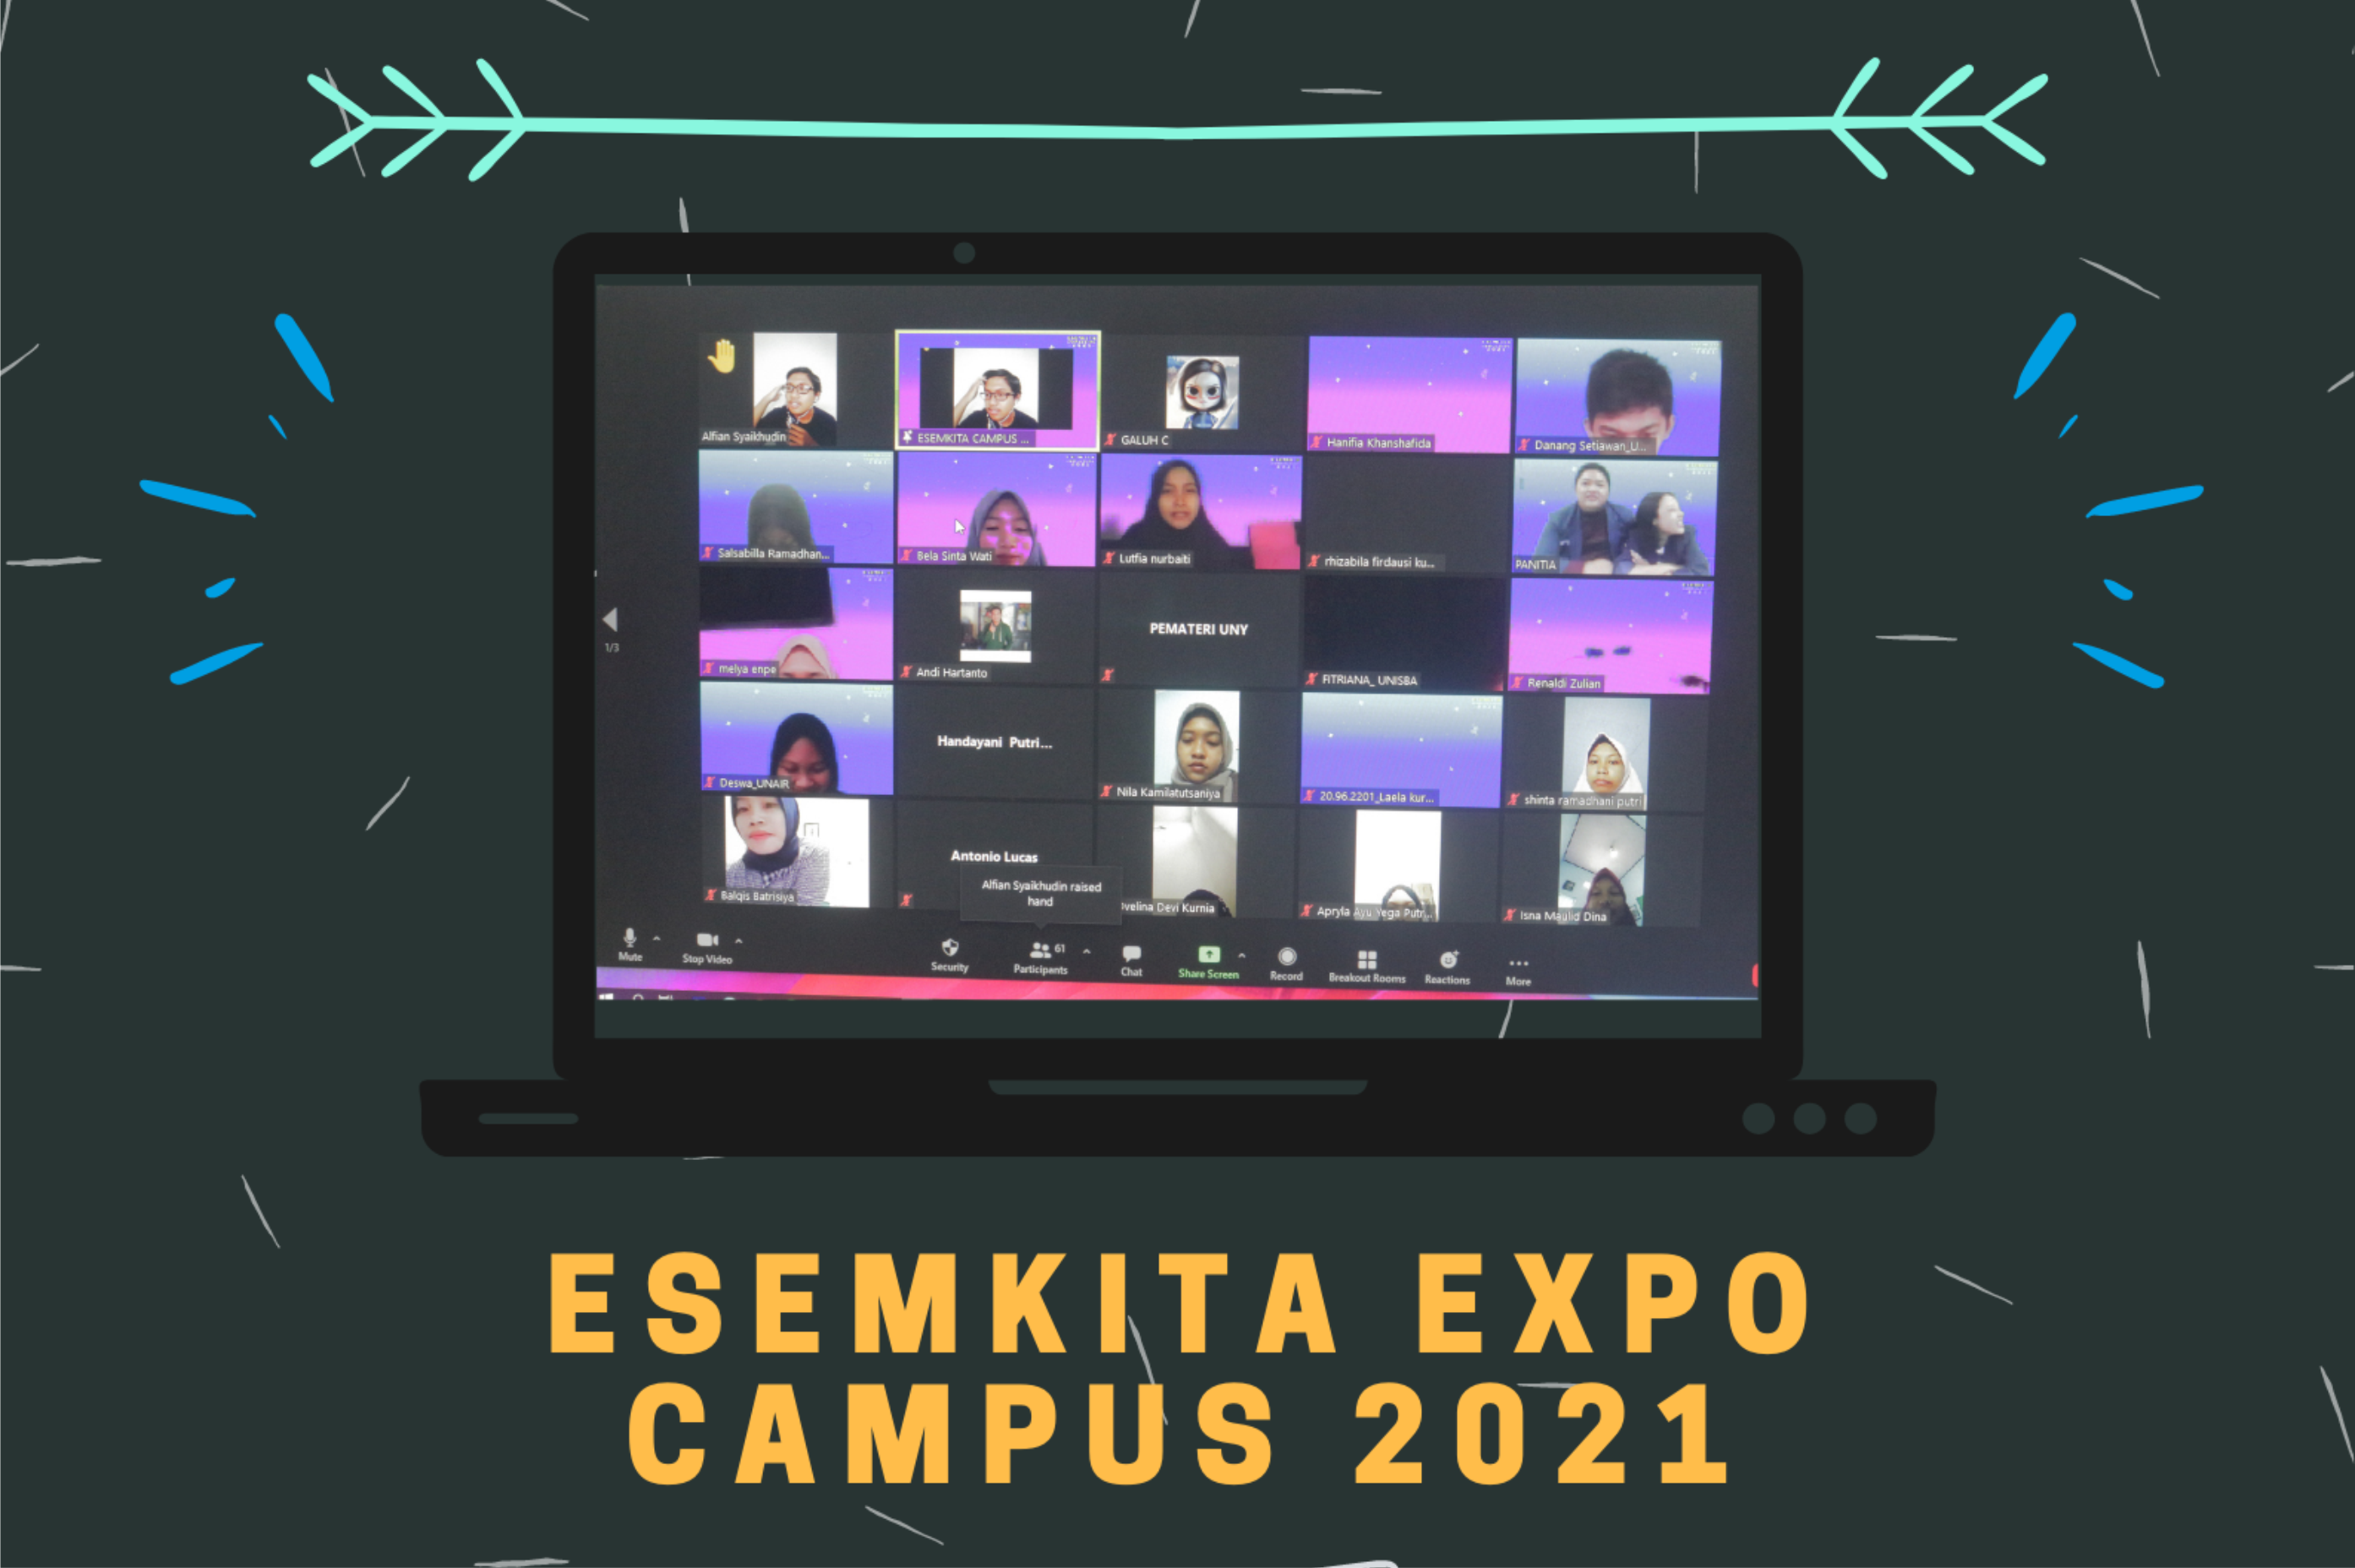 Alfian Syaikhudin
ESEMKITA CAMPUS ...
GALUH C
Hanifia Khanshafida
Danang Setiawan_U...
Salsabilla Ramadhan...
Bela Sinta Wati
Lutfia nurbaiti
rhizabila firdausi ku...
PANITIA
melya enpe
Andi Hartanto
PEMATERI UNY
FITRIANA_ UNISBA
Renaldi Zulian
1/3
Deswa_UNAIR
Handayani Putri...
Nila Kamilatutsaniya
20.96.2201_Laela kur...
shinta ramadhani putri
Balqis Batrisiya
Antonio Lucas
Alfian Syaikhudin raised
hand
velina Devi Kurnia
Apryla Ayu Yega Putr...
Isna Maulid Dina
Mute
Stop Video
Security
61
Participants
Chat
Share Screen
Record
Breakout Rooms
Reactions
More
ESEMKITA EXPO
CAMPUS 2021